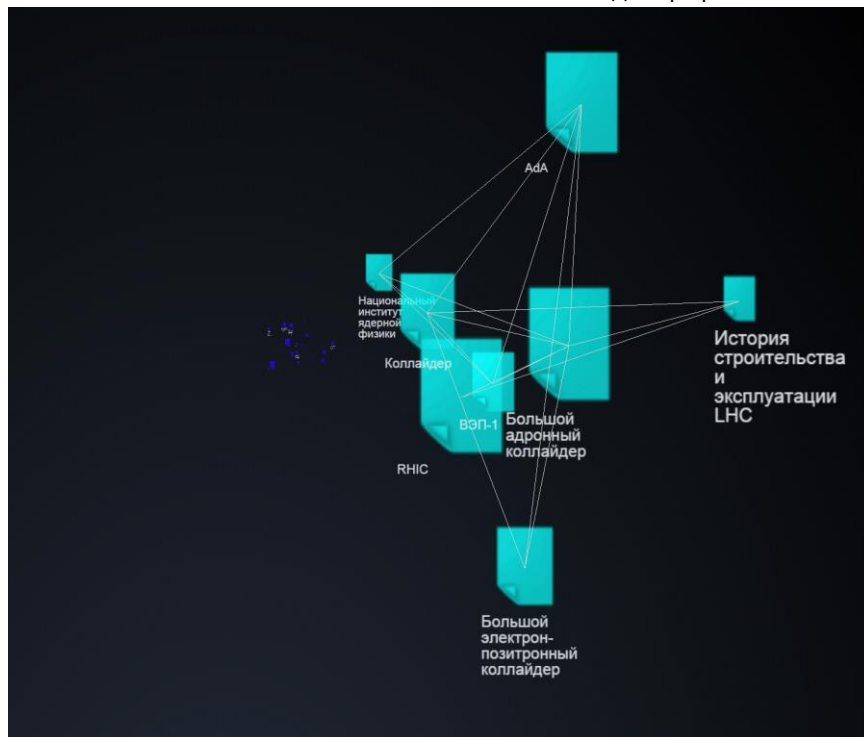 AdA
Национальный
институт
ядерной
физики
Коллайдер
История
строительства
и
эксплуатации
LHC
ВЭП-1
Большой
адронный
коллайдер
RHIC
Большой
электрон-
позитронный
коллайдер